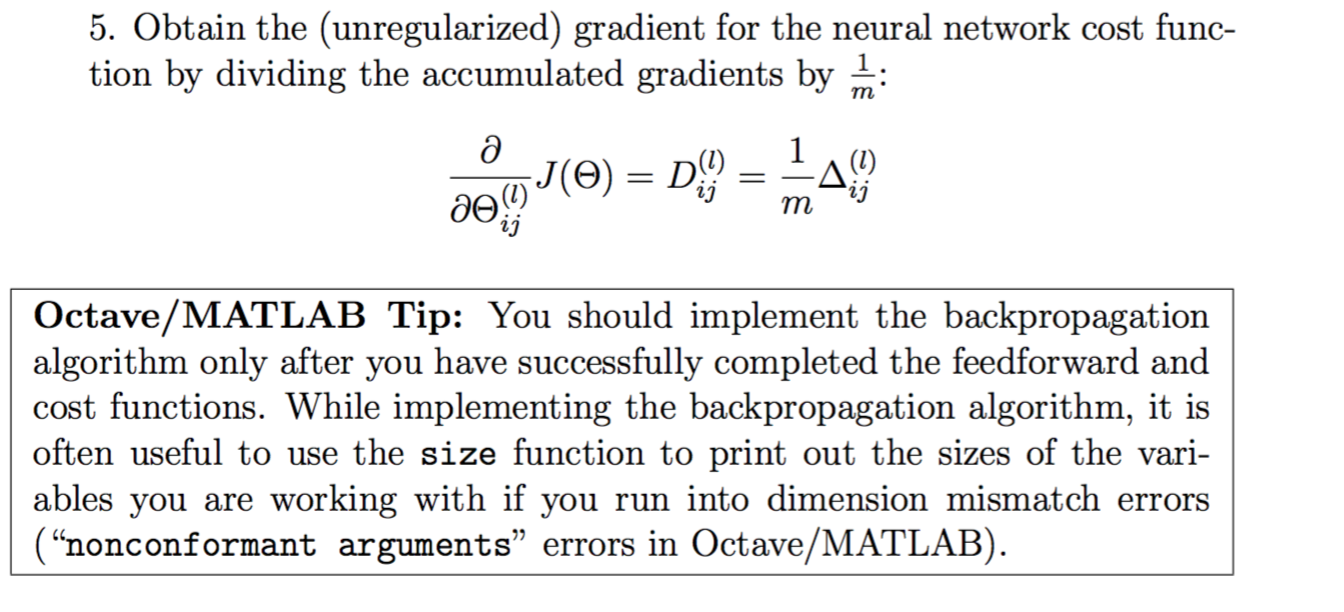 5. Obtain the (unregularized) gradient for the neural network cost func-
tion by dividing the accumulated gradients by $\frac{1}{m}$:
$\frac{\partial}{\partial\Theta_{ij}^{(l)}} J(\Theta) = D_{ij}^{(l)} = \frac{1}{m} \Delta_{ij}^{(l)}$
Octave/MATLAB Tip: You should implement the backpropagation
algorithm only after you have successfully completed the feedforward and
cost functions. While implementing the backpropagation algorithm, it is
often useful to use the size function to print out the sizes of the vari-
ables you are working with if you run into dimension mismatch errors
(“nonconformant arguments” errors in Octave/MATLAB).